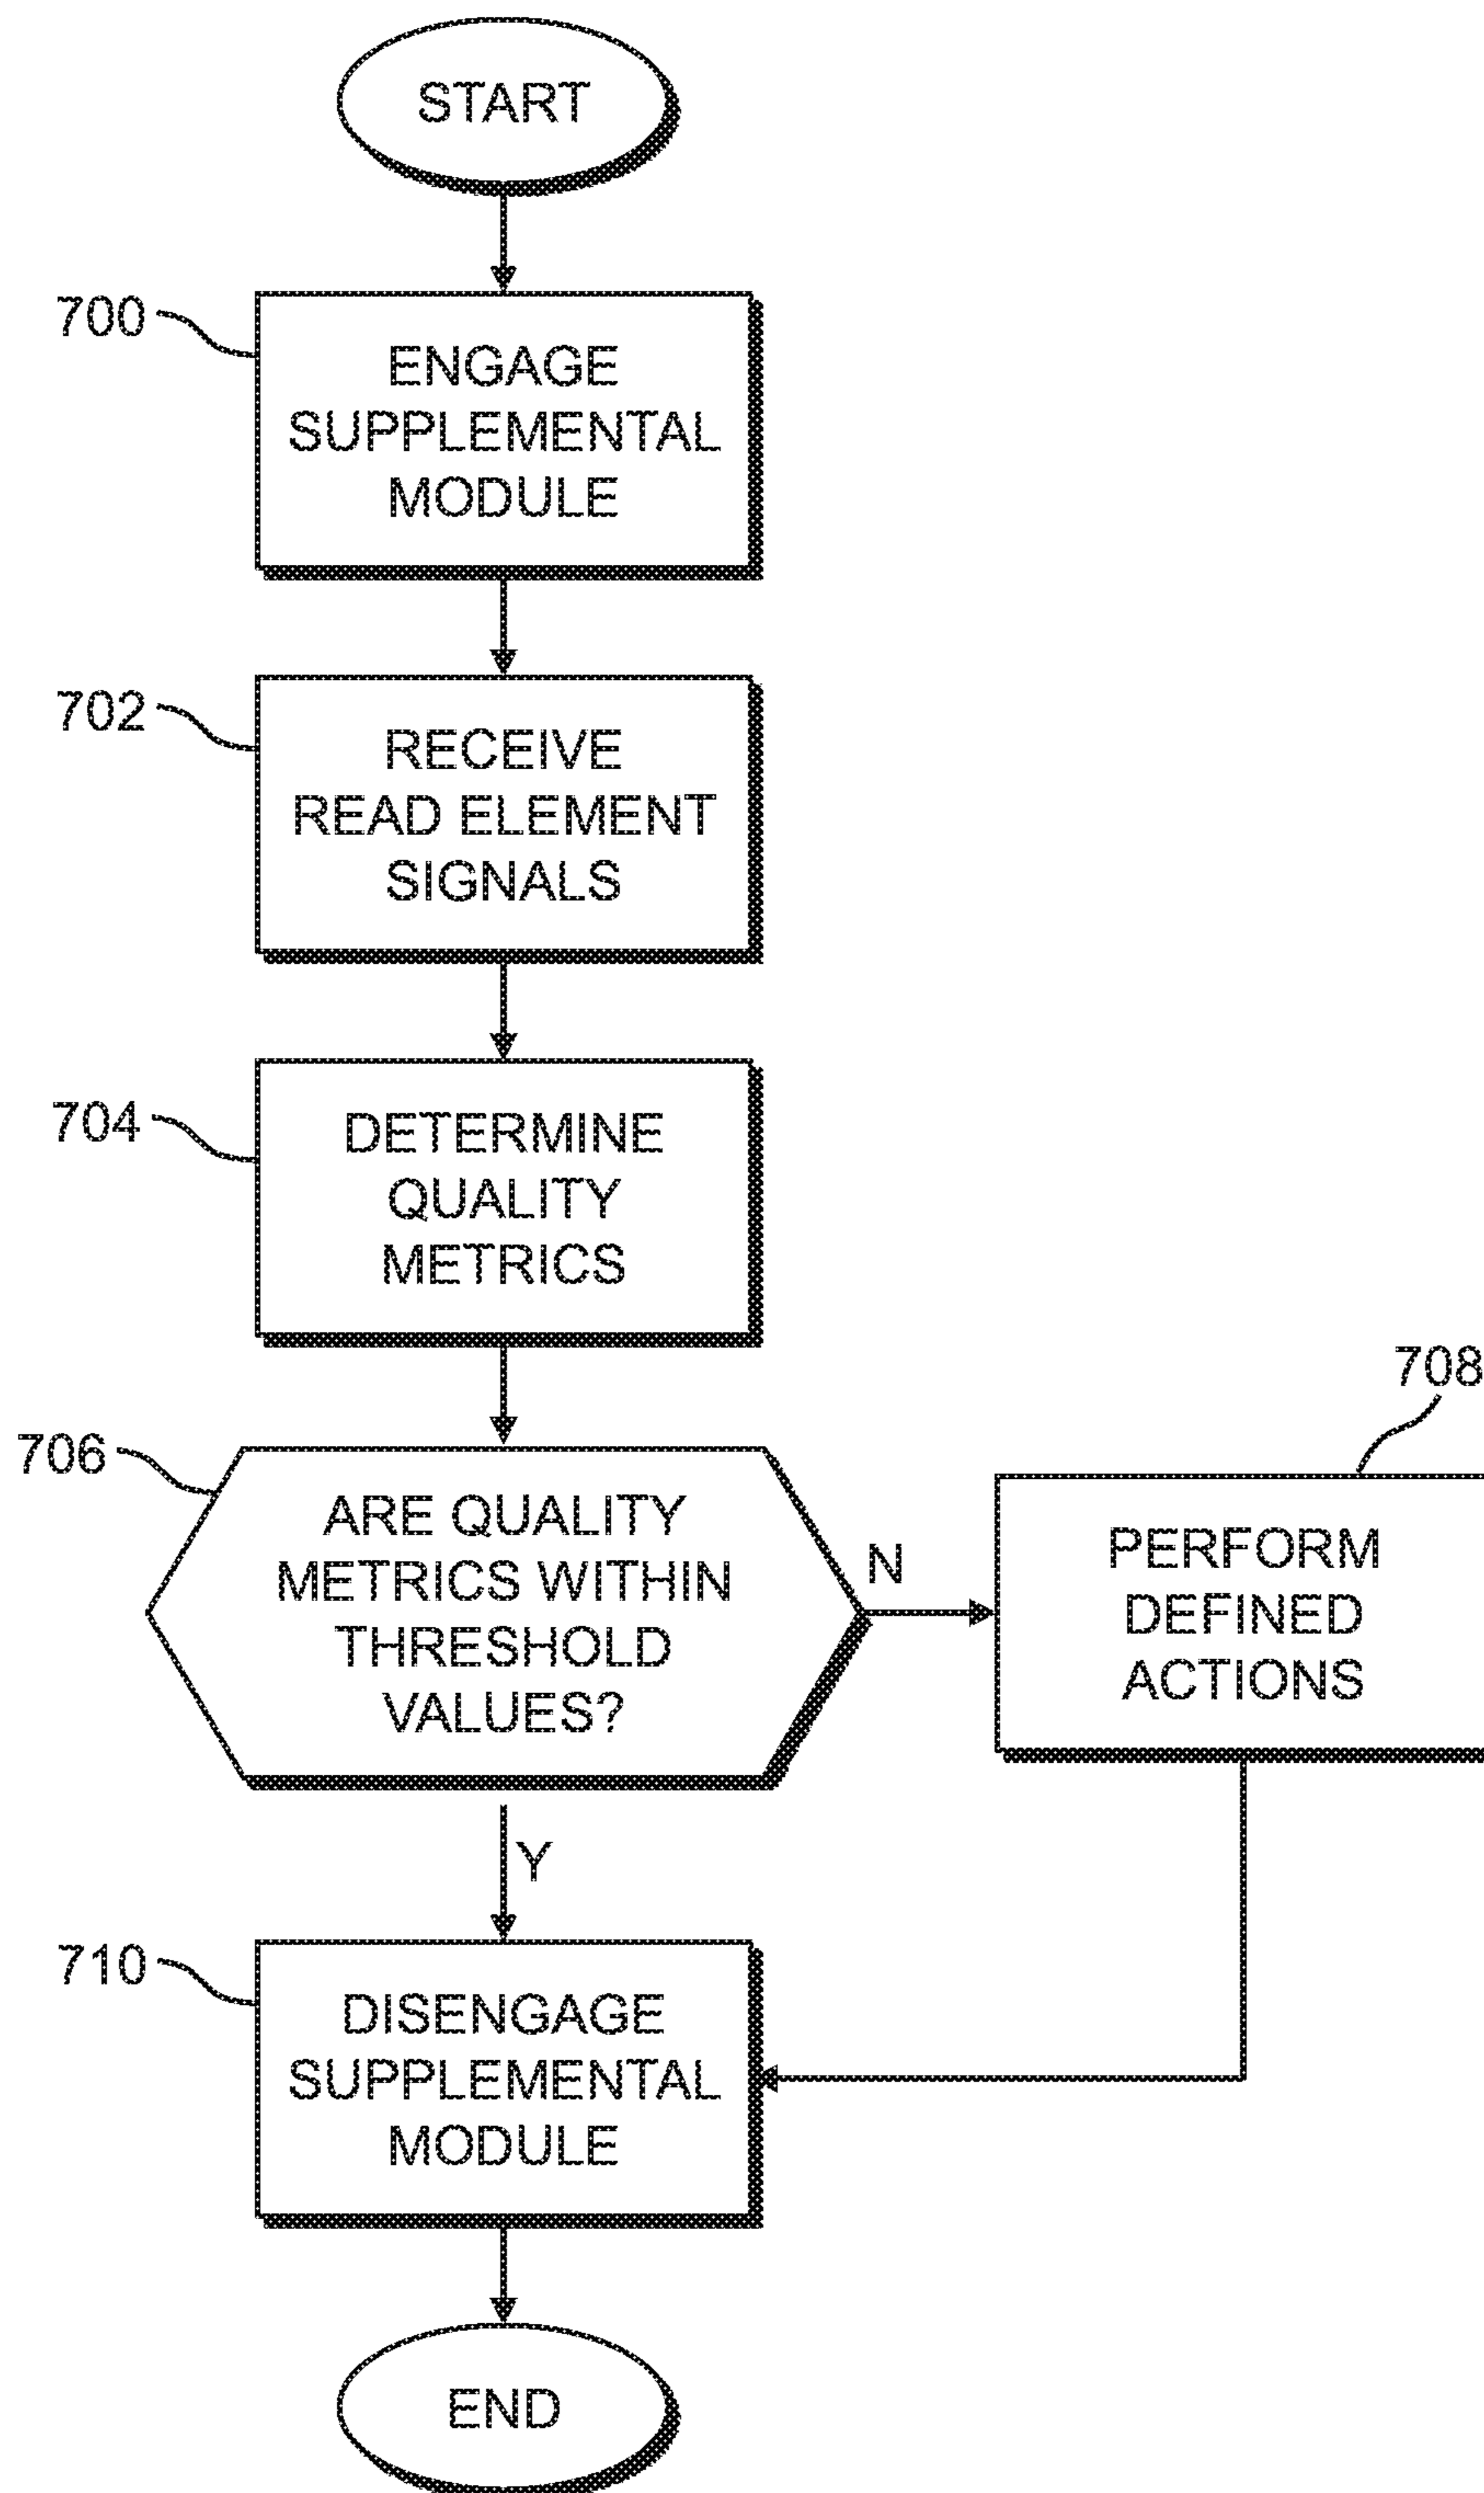 START
700
ENGAGE
SUPPLEMENTAL
MODULE
702
RECEIVE
READ ELEMENT
SIGNALS
704
DETERMINE
QUALITY
METRICS
706
ARE QUALITY
METRICS WITHIN
THRESHOLD
VALUES?
N
708
PERFORM
DEFINED
ACTIONS
Y
710
DISENGAGE
SUPPLEMENTAL
MODULE
END